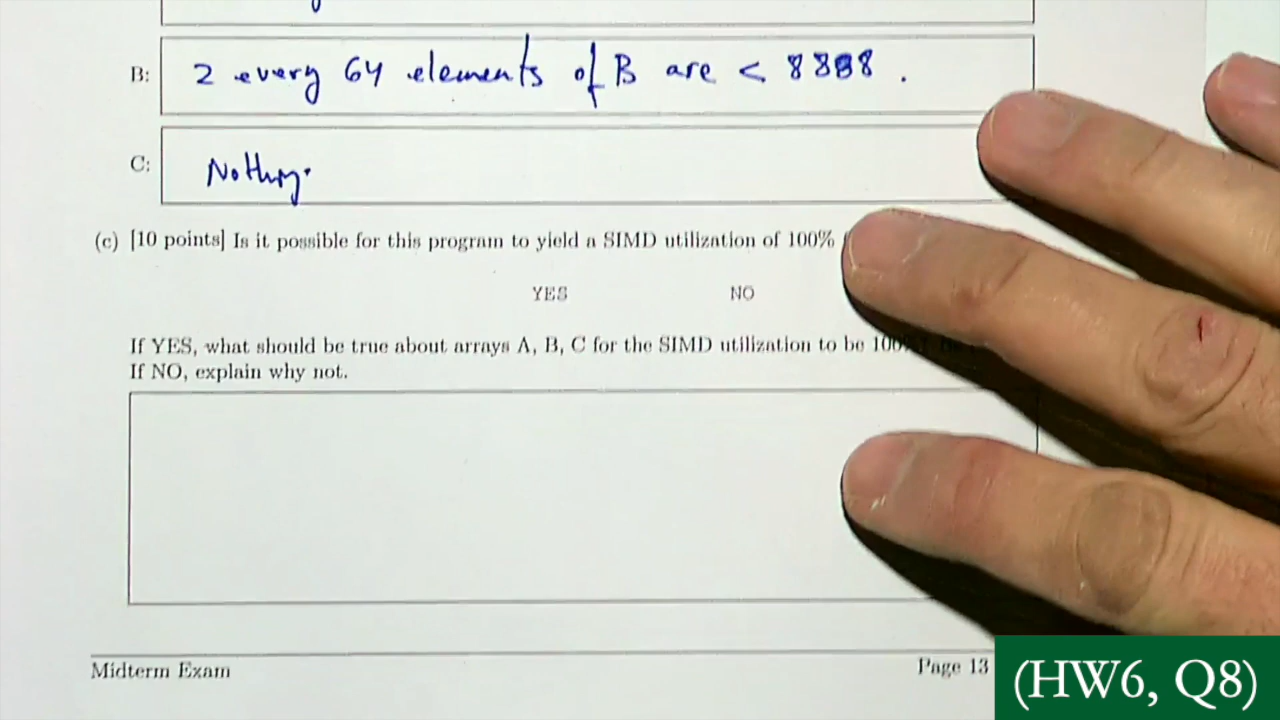 B: 2 every 64 elements of B are < 8888 .
C: Nothing.
(c) [10 points] Is it possible for this program to yield a SIMD utilization of 100%
YES NO
If YES, what should be true about arrays A, B, C for the SIMD utilization to be 100%?
If NO, explain why not.
Midterm Exam Page 13
(HW6, Q8)